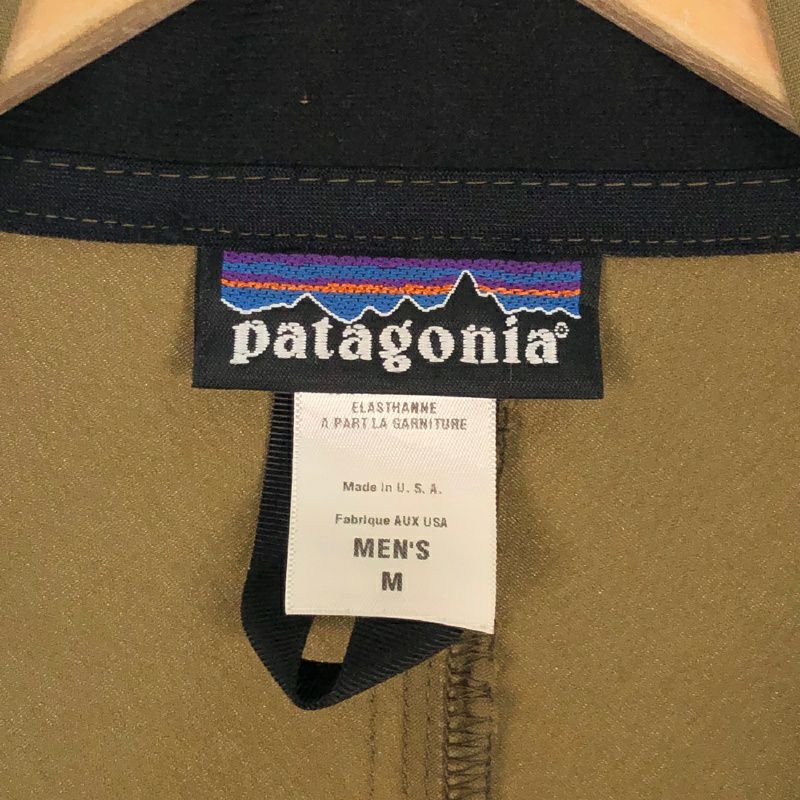 patagonia®
ELASTHANNE
A PART LA GARNITURE
Made in U. S. A.
Fabrique AUX USA
MEN'S
M